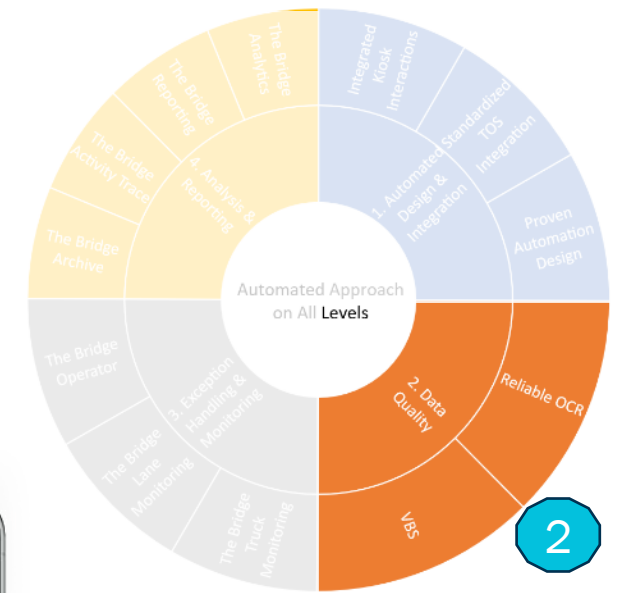 Automated Approach
on All Levels
1. Automated
Design &
Integration
Integrated
Kiosk
Interactions
Standardized
TOS
Integration
Proven
Automation
Design
2. Data
Quality
Reliable OCR
VBS
3. Exception
Handling &
Monitoring
The Bridge
Truck
Monitoring
The Bridge
Lane
Monitoring
The Bridge
Operator
4. Analysis &
Reporting
The Bridge
Archive
The Bridge
Activity Trace
The Bridge
Reporting
The Bridge
Analytics
2